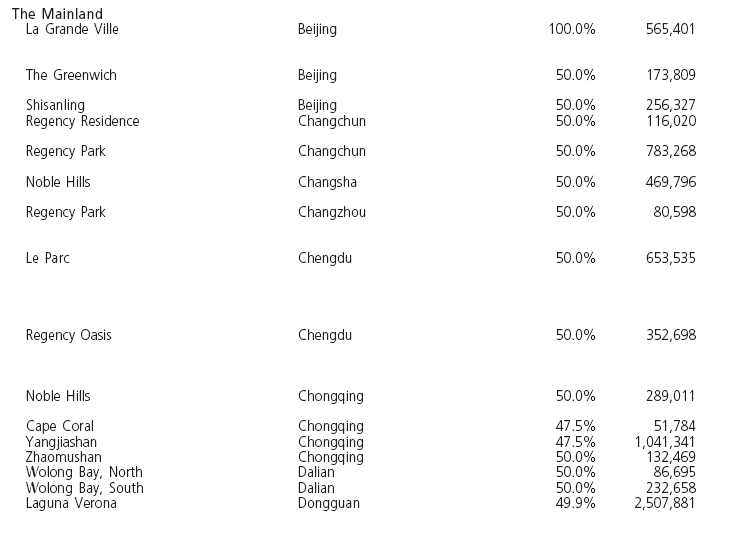 The Mainland
La Grande Ville Beijing 100.0% 565,401
The Greenwich Beijing 50.0% 173,809
Shisanling Beijing 50.0% 256,327
Regency Residence Changchun 50.0% 116,020
Regency Park Changchun 50.0% 783,268
Noble Hills Changsha 50.0% 469,796
Regency Park Changzhou 50.0% 80,598
Le Parc Chengdu 50.0% 653,535
Regency Oasis Chengdu 50.0% 352,698
Noble Hills Chongqing 50.0% 289,011
Cape Coral Chongqing 47.5% 51,784
Yangjiashan Chongqing 47.5% 1,041,341
Zhaomushan Chongqing 50.0% 132,469
Wolong Bay, North Dalian 50.0% 86,695
Wolong Bay, South Dalian 50.0% 232,658
Laguna Verona Dongguan 49.9% 2,507,881